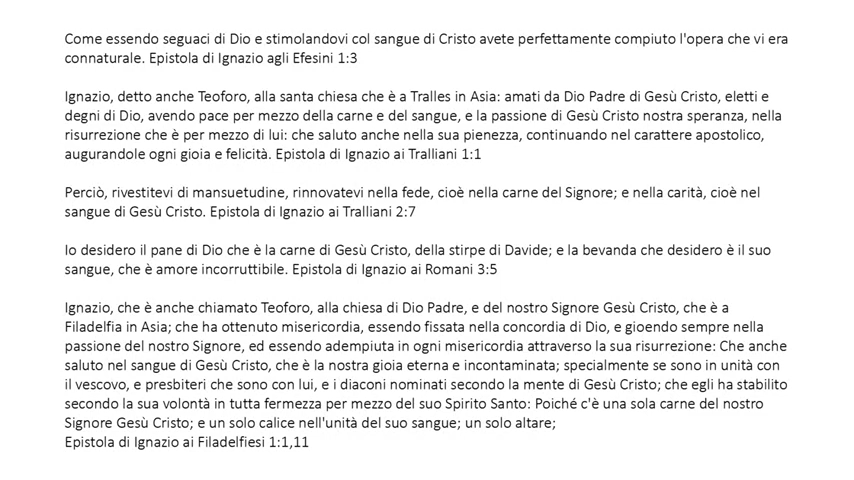 Come essendo seguaci di Dio e stimolandovi col sangue di Cristo avete perfettamente compiuto l'opera che vi era
connaturale. Epistola di Ignazio agli Efesini 1:3
Ignazio, detto anche Teoforo, alla santa chiesa che è a Tralles in Asia: amati da Dio Padre di Gesù Cristo, eletti e
degni di Dio, avendo pace per mezzo della carne e del sangue, e la passione di Gesù Cristo nostra speranza, nella
risurrezione che è per mezzo di lui: che saluto anche nella sua pienezza, continuando nel carattere apostolico,
augurandole ogni gioia e felicità. Epistola di Ignazio ai Tralliani 1:1
Perciò, rivestitevi di mansuetudine, rinnovatevi nella fede, cioè nella carne del Signore; e nella carità, cioè nel
sangue di Gesù Cristo. Epistola di Ignazio ai Tralliani 2:7
Io desidero il pane di Dio che è la carne di Gesù Cristo, della stirpe di Davide; e la bevanda che desidero è il suo
sangue, che è amore incorruttibile. Epistola di Ignazio ai Romani 3:5
Ignazio, che è anche chiamato Teoforo, alla chiesa di Dio Padre, e del nostro Signore Gesù Cristo, che è a
Filadelfia in Asia; che ha ottenuto misericordia, essendo fissata nella concordia di Dio, e gioendo sempre nella
passione del nostro Signore, ed essendo adempiuta in ogni misericordia attraverso la sua risurrezione: Che anche
saluto nel sangue di Gesù Cristo, che è la nostra gioia eterna e incontaminata; specialmente se sono in unità con
il vescovo, e presbiteri che sono con lui, e i diaconi nominati secondo la mente di Gesù Cristo; che egli ha stabilito
secondo la sua volontà in tutta fermezza per mezzo del suo Spirito Santo: Poiché c'è una sola carne del nostro
Signore Gesù Cristo; e un solo calice nell'unità del suo sangue; un solo altare;
Epistola di Ignazio ai Filadelfiesi 1:1,11